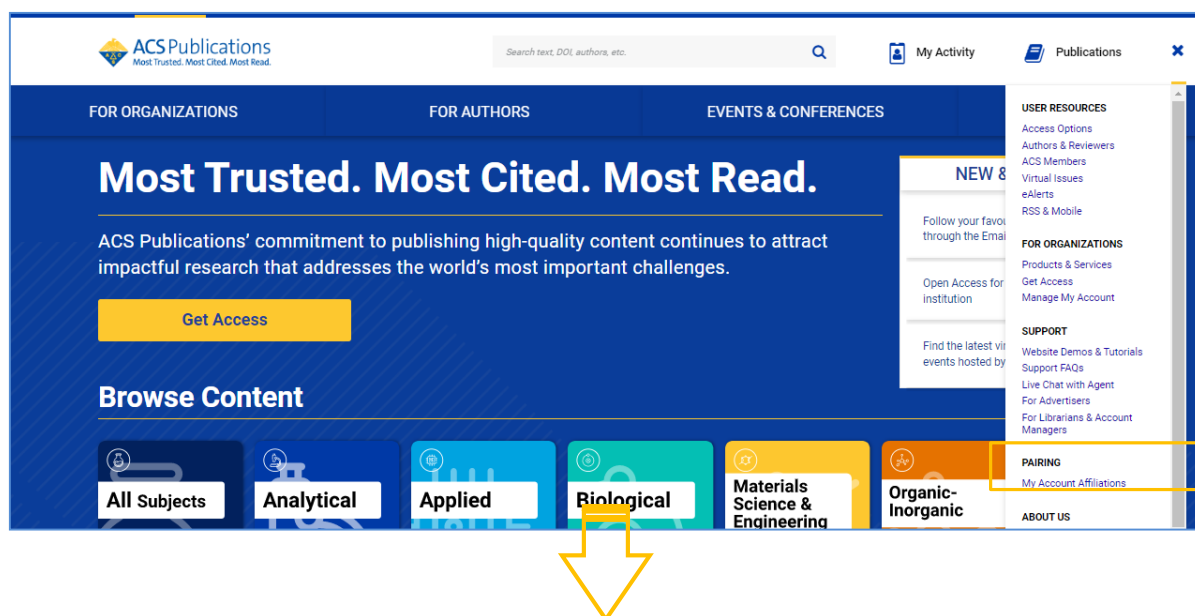 ACS Publications
Most Trusted. Most Cited. Most Read.
Search text, DOI, authors, etc.
My Activity
Publications
FOR ORGANIZATIONS
FOR AUTHORS
EVENTS & CONFERENCES
Most Trusted. Most Cited. Most Read.
ACS Publications’ commitment to publishing high-quality content continues to attract
impactful research that addresses the world’s most important challenges.
Get Access
NEW &
Follow your favou
through the Emai
Open Access for
institution
Find the latest vir
events hosted by
USER RESOURCES
Access Options
Authors & Reviewers
ACS Members
Virtual Issues
eAlerts
RSS & Mobile
FOR ORGANIZATIONS
Products & Services
Get Access
Manage My Account
SUPPORT
Website Demos & Tutorials
Support FAQs
Live Chat with Agent
For Advertisers
For Librarians & Account
Managers
PAIRING
My Account Affiliations
ABOUT US
Browse Content
All Subjects
Analytical
Applied
Biological
Materials
Science &
Engineering
Organic-
Inorganic